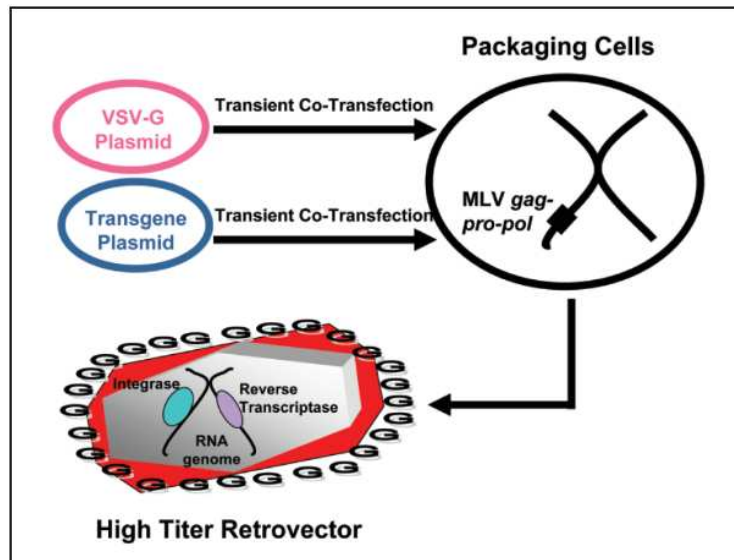 Packaging Cells
VSV-G
Plasmid
Transient Co-Transfection
Transgene
Plasmid
Transient Co-Transfection
MLV gag-
pro-pol
G G G G G G G G G G G G G G G G G G G G G G G G G G G G G G G G
Integrase
Reverse
Transcriptase
RNA
genome
High Titer Retrovector